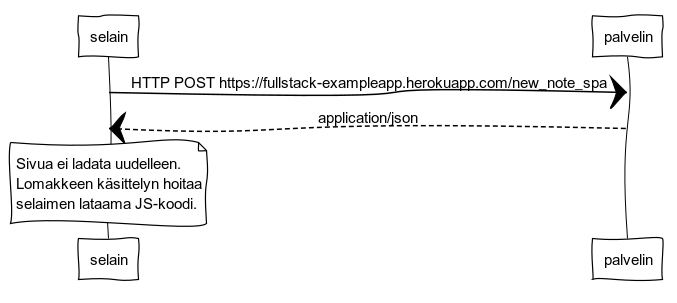 selain
palvelin
HTTP POST https://fullstack-exampleapp.herokuapp.com/new_note_spa
application/json
Sivua ei ladata uudelleen.
Lomakkeen käsittelyn hoitaa
selaimen lataama JS-koodi.
selain
palvelin